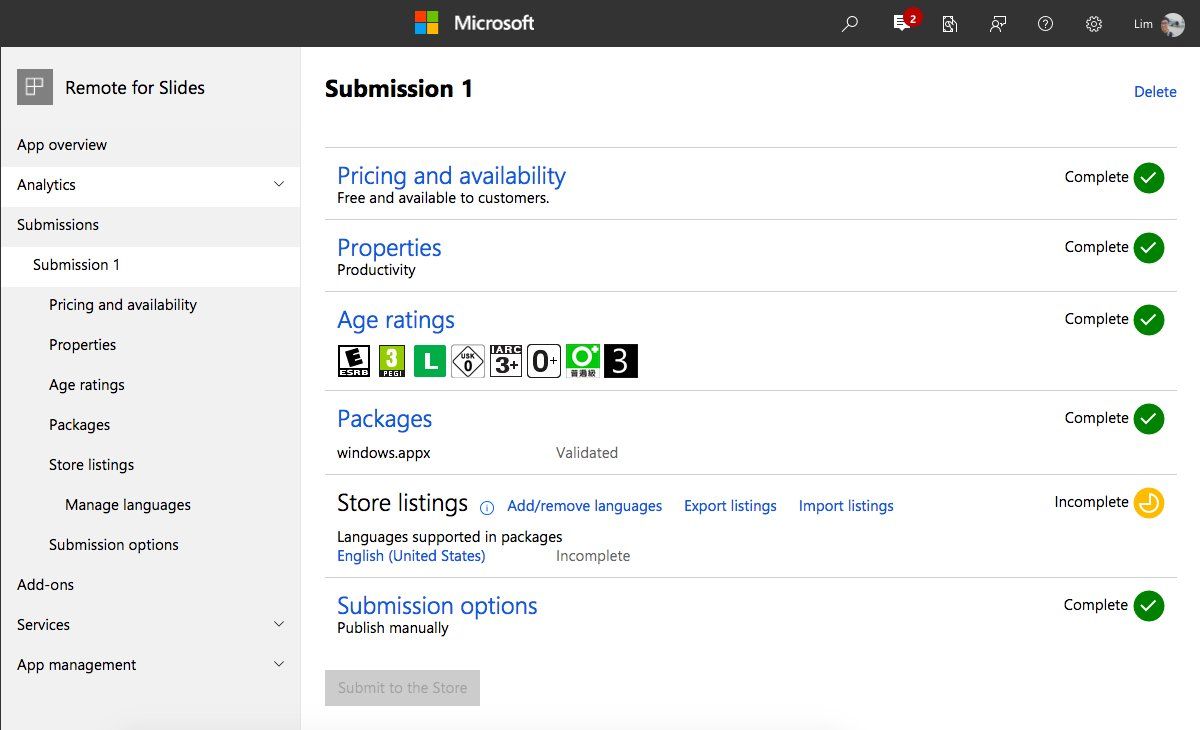 Microsoft
2
Lim
Remote for Slides
App overview
Analytics
Submissions
Submission 1
Pricing and availability
Properties
Age ratings
Packages
Store listings
Manage languages
Submission options
Add-ons
Services
App management
Submission 1
Delete
Pricing and availability
Complete
Free and available to customers.
Properties
Complete
Productivity
Age ratings
Complete
E ESRB
3 PEGI
L
USK 0
IARC 3+
0+
普遍級
3
Packages
Complete
windows.appx Validated
Store listings Add/remove languages Export listings Import listings
Incomplete
Languages supported in packages
English (United States) Incomplete
Submission options
Complete
Publish manually
Submit to the Store